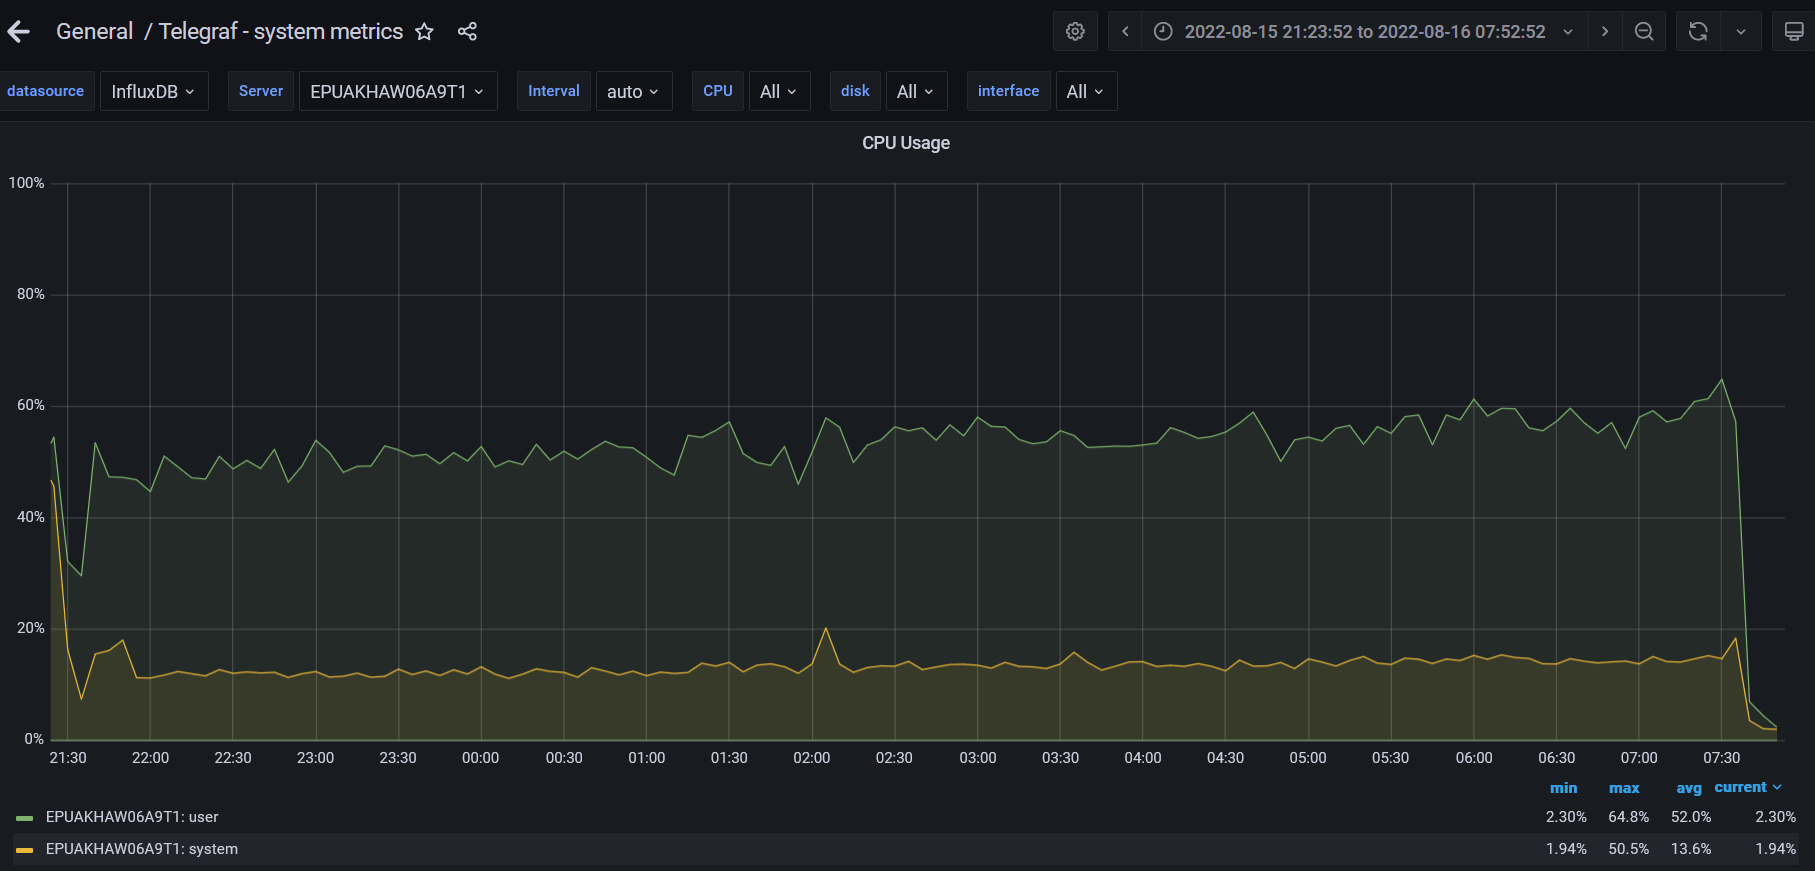 General / Telegraf - system metrics 2022-08-15 21:23:52 to 2022-08-16 07:52:52
datasource InfluxDB Server EPUAKHAW06A9T1 Interval auto CPU All disk All interface All
CPU Usage
100%
80%
60%
40%
20%
0%
21:30 22:00 22:30 23:00 23:30 00:00 00:30 01:00 01:30 02:00 02:30 03:00 03:30 04:00 04:30 05:00 05:30 06:00 06:30 07:00 07:30
min max avg current
EPUAKHAW06A9T1: user 2.30% 64.8% 52.0% 2.30%
EPUAKHAW06A9T1: system 1.94% 50.5% 13.6% 1.94%